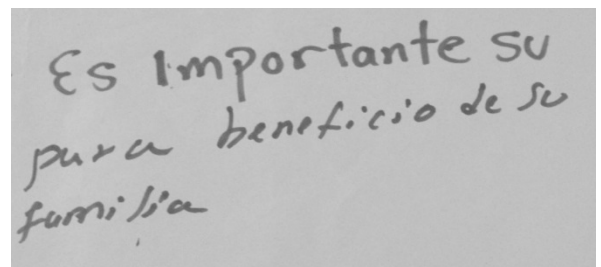 Es Importante su
para beneficio de su
familia